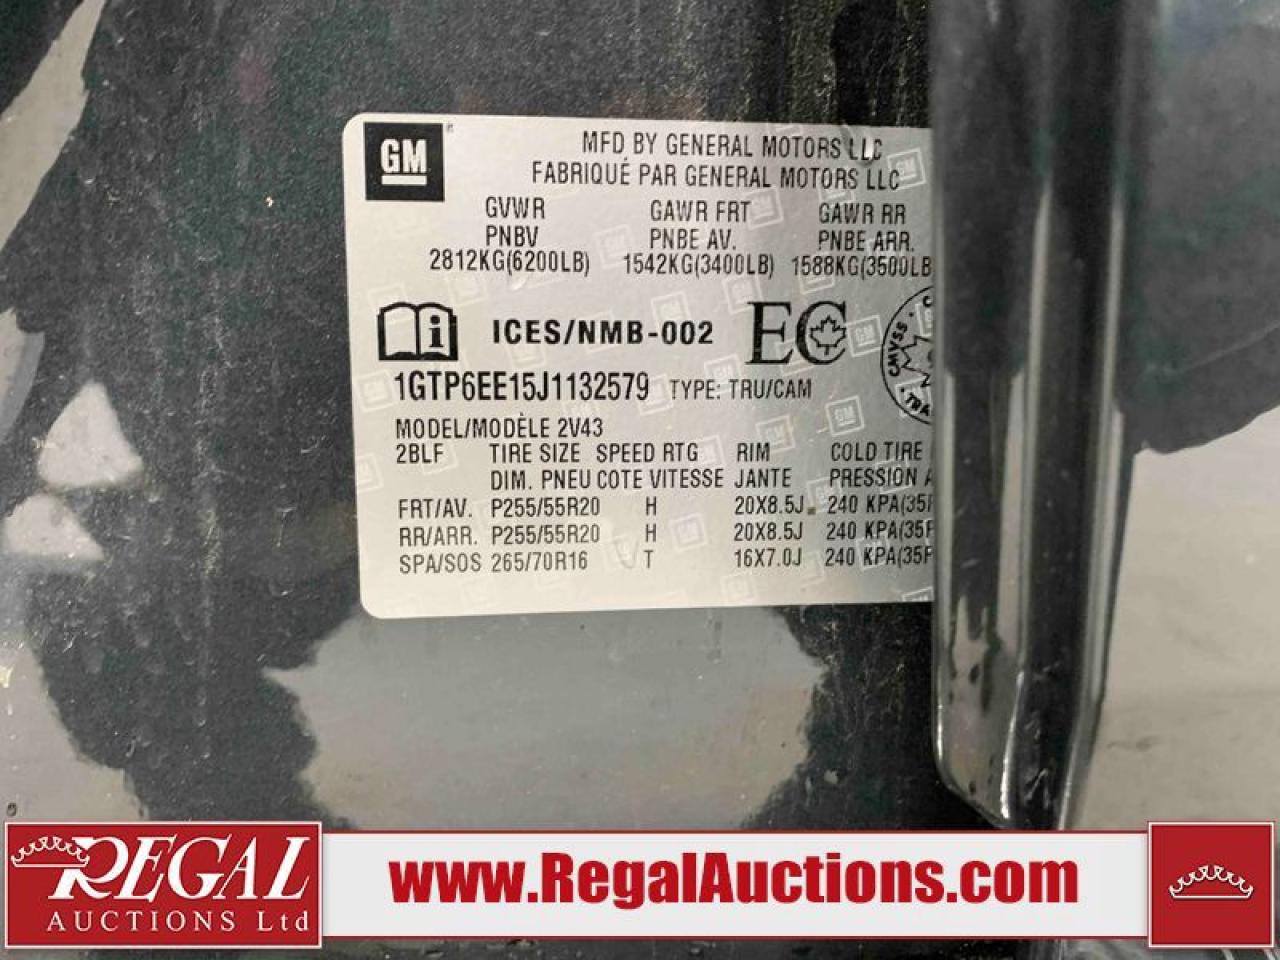 GM
MFD BY GENERAL MOTORS LLC
FABRIQUÉ PAR GENERAL MOTORS LLC
GVWR GAWR FRT GAWR RR
PNBV PNBE AV. PNBE ARR.
2812KG(6200LB) 1542KG(3400LB) 1588KG(3500LB
ICES/NMB-002 EC CMVSS
1GTP6EE15J1132579 TYPE: TRU/CAM
MODEL/MODÈLE 2V43
2BLF TIRE SIZE SPEED RTG RIM COLD TIRE
DIM. PNEU COTE VITESSE JANTE PRESSION A
FRT/AV. P255/55R20 H 20X8.5J 240 KPA(35
RR/ARR. P255/55R20 H 20X8.5J 240 KPA(35P
SPA/SOS 265/70R16 T 16X7.0J 240 KPA(35P
REGAL
AUCTIONS Ltd
www.RegalAuctions.com